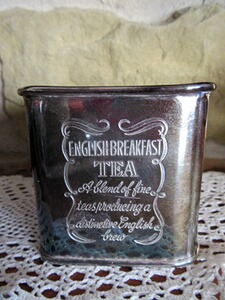 ENGLISH BREAKFAST
TEA
A blend of fine
teas producing a
distinctive English
brew